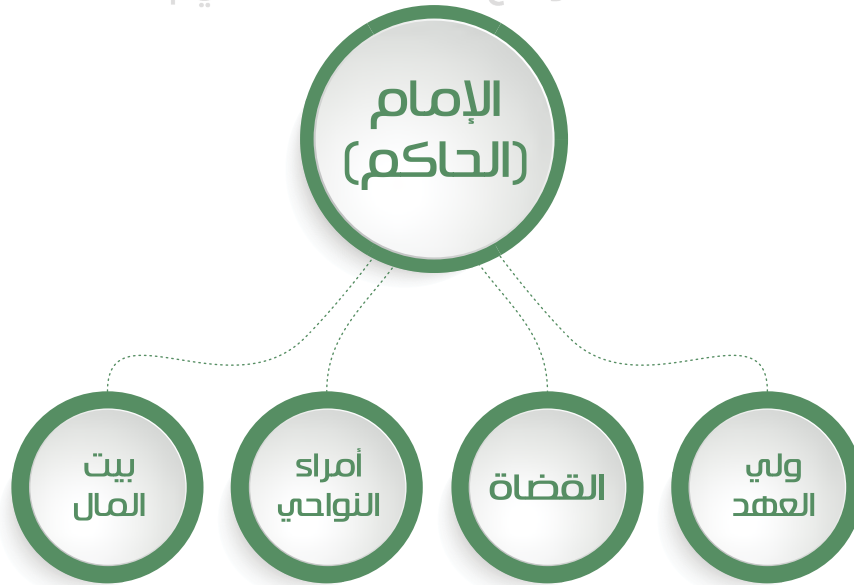 الإمام
(الحاكم)
ولي
العهد
القضاة
أمراء
النواحي
بيت
المال